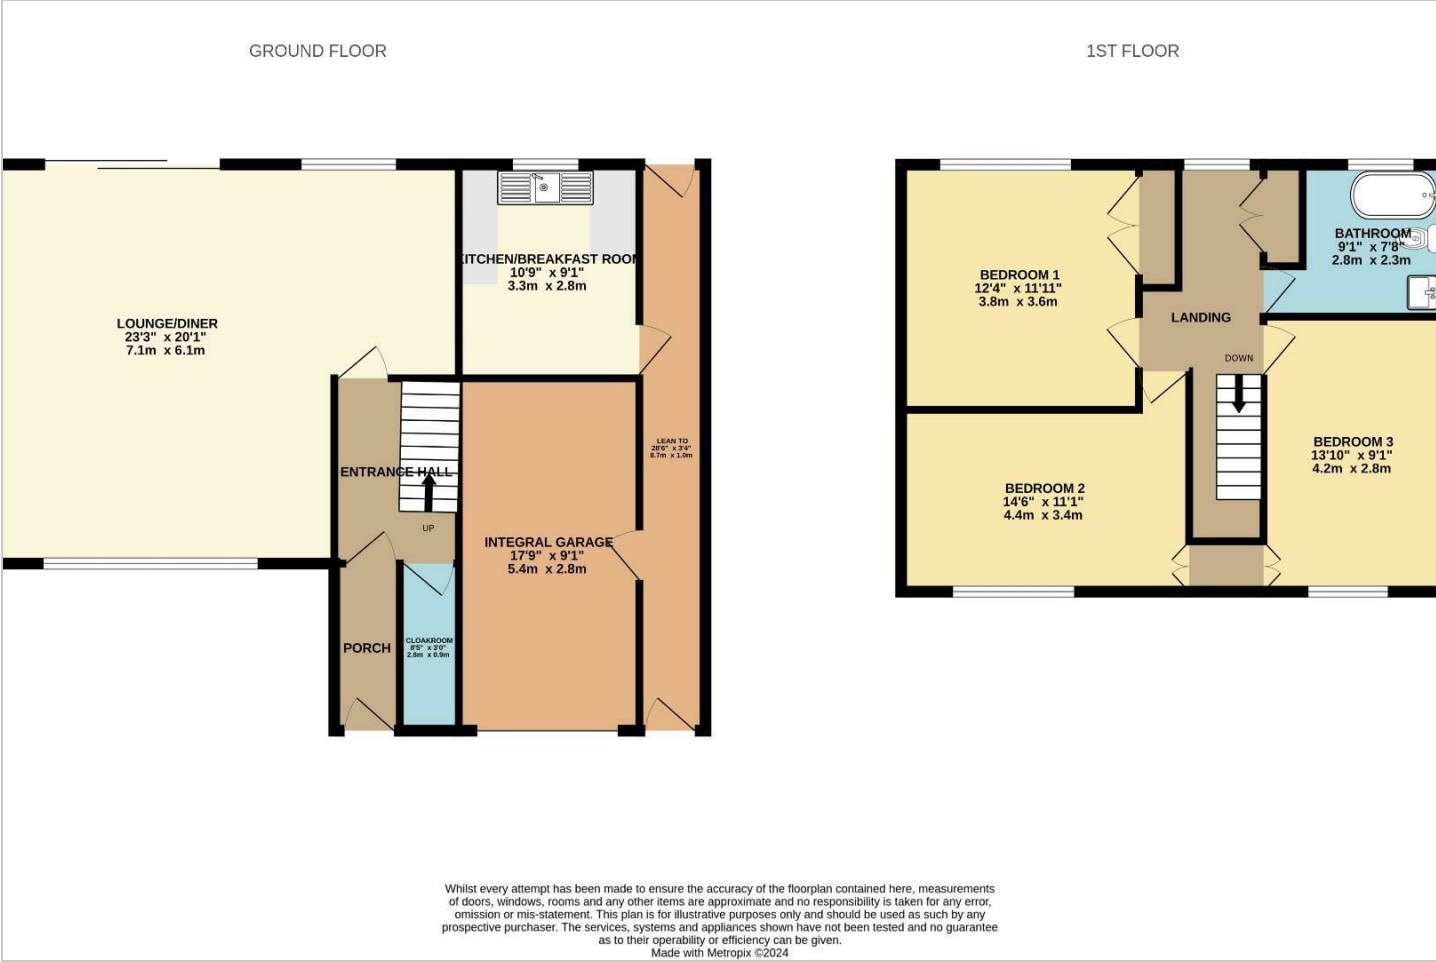 GROUND FLOOR
1ST FLOOR
LOUNGE/DINER
23'3" x 20'1"
7.1m x 6.1m
KITCHEN/BREAKFAST ROOM
10'9" x 9'1"
3.3m x 2.8m
LEAN TO
28'6" x 3'4"
8.7m x 1.0m
ENTRANCE HALL
UP
INTEGRAL GARAGE
17'9" x 9'1"
5.4m x 2.8m
PORCH
CLOAKROOM
8'5" x 3'0"
2.6m x 0.9m
BEDROOM 1
12'4" x 11'11"
3.8m x 3.6m
BATHROOM
9'1" x 7'8"
2.8m x 2.3m
LANDING
DOWN
BEDROOM 2
14'6" x 11'1"
4.4m x 3.4m
BEDROOM 3
13'10" x 9'1"
4.2m x 2.8m
Whilst every attempt has been made to ensure the accuracy of the floorplan contained here, measurements
of doors, windows, rooms and any other items are approximate and no responsibility is taken for any error,
omission or mis-statement. This plan is for illustrative purposes only and should be used as such by any
prospective purchaser. The services, systems and appliances shown have not been tested and no guarantee
as to their operability or efficiency can be given.
Made with Metropix ©2024